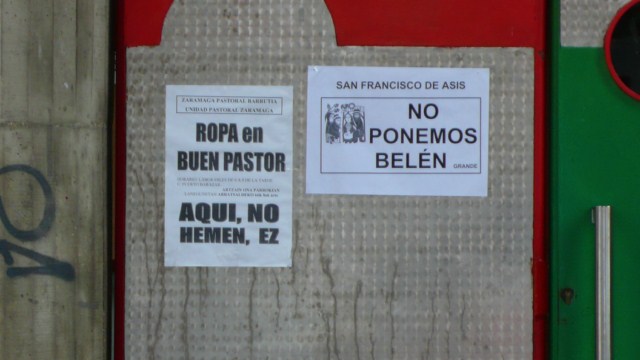 ZARAMAGA PASTORAL BARRUTIA
UNIDAD PASTORAL ZARAMAGA
ROPA en
BUEN PASTOR
AQUI, NO
HEMEN, EZ
SAN FRANCISCO DE ASIS
NO
PONEMOS
BELÉN
GRANDE